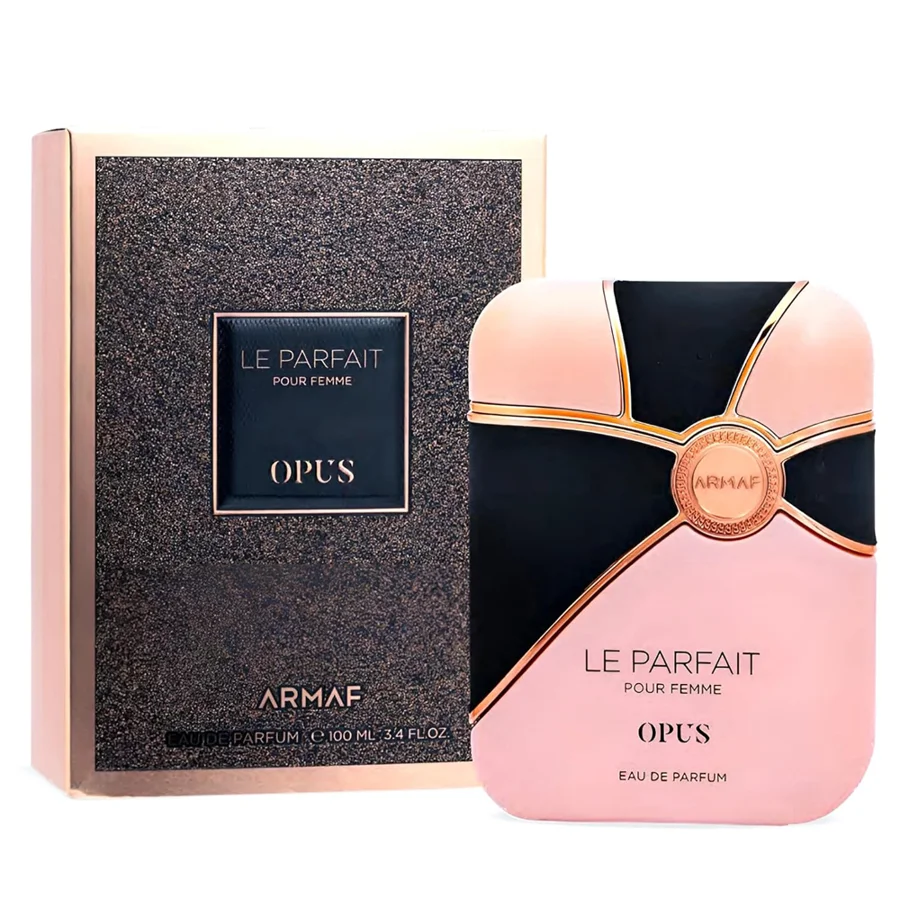 LE PARFAIT
POUR FEMME
OPUS
ARMAF
EAU DE PARFUM ℮ 100 ML 3.4 FL.OZ.
ARMAF
LE PARFAIT
POUR FEMME
OPUS
EAU DE PARFUM